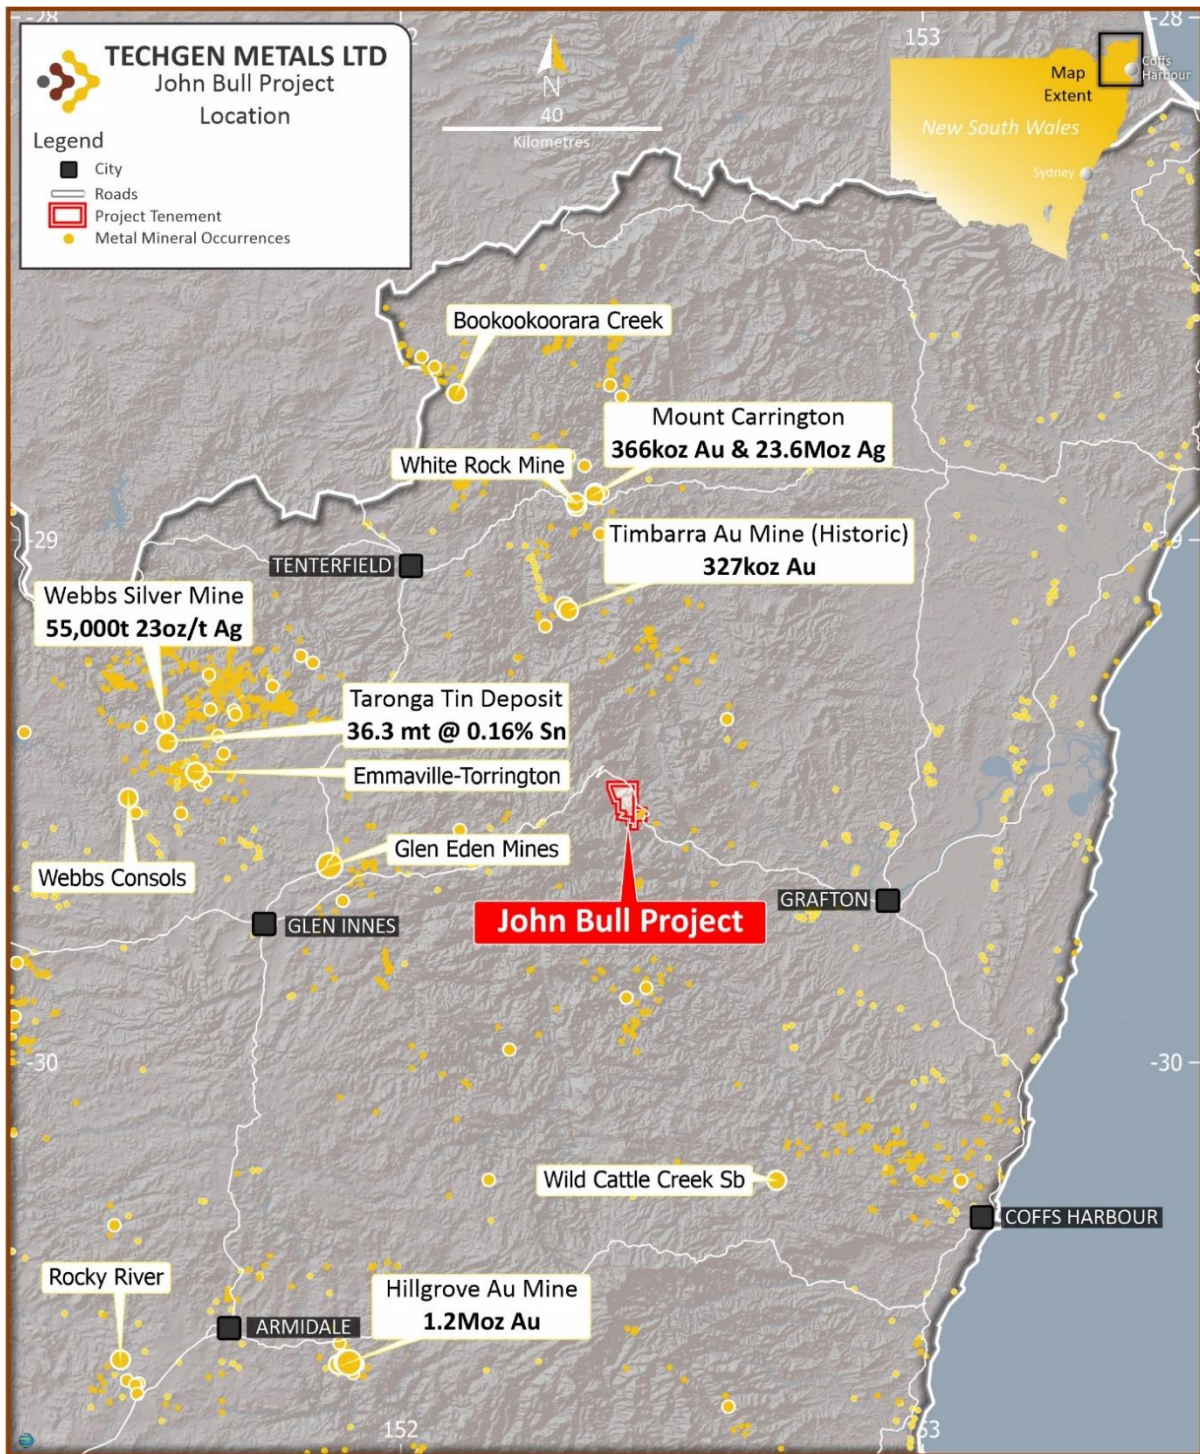 -28
2
153
-28
TECHGEN METALS LTD
John Bull Project
Location
Legend
City
Roads
Project Tenement
Metal Mineral Occurrences
N
40
Kilometres
Map
Extent
Coffs
Harbour
New South Wales
Sydney
Bookookoorara Creek
Mount Carrington
366koz Au & 23.6Moz Ag
White Rock Mine
-29
-29
Timbarra Au Mine (Historic)
327koz Au
TENTERFIELD
Webbs Silver Mine
55,000t 23oz/t Ag
Taronga Tin Deposit
36.3 mt @ 0.16% Sn
Emmaville-Torrington
Glen Eden Mines
Webbs Consols
GRAFTON
GLEN INNES
John Bull Project
-30
-30
Wild Cattle Creek Sb
COFFS HARBOUR
Rocky River
Hillgrove Au Mine
1.2Moz Au
ARMIDALE
152
153